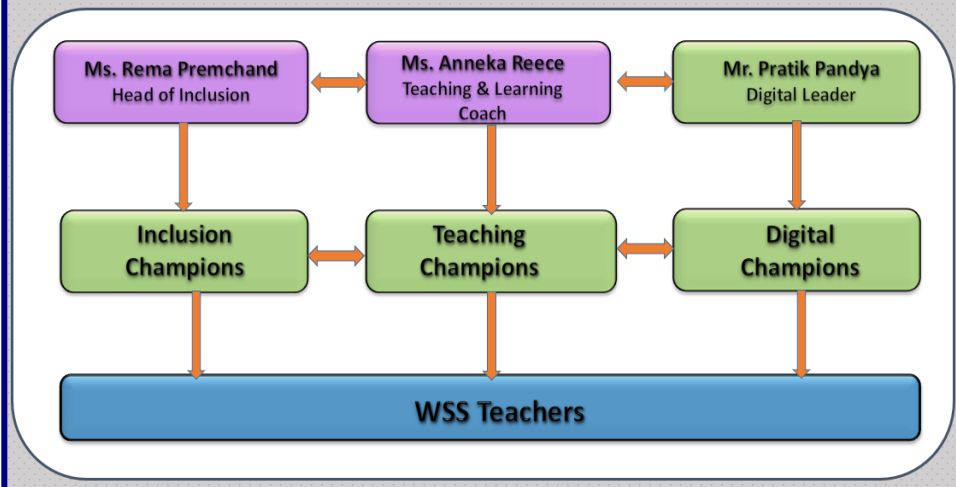 Ms. Rema Premchand
Head of Inclusion
Ms. Anneka Reece
Teaching & Learning
Coach
Mr. Pratik Pandya
Digital Leader
Inclusion
Champions
Teaching
Champions
Digital
Champions
WSS Teachers